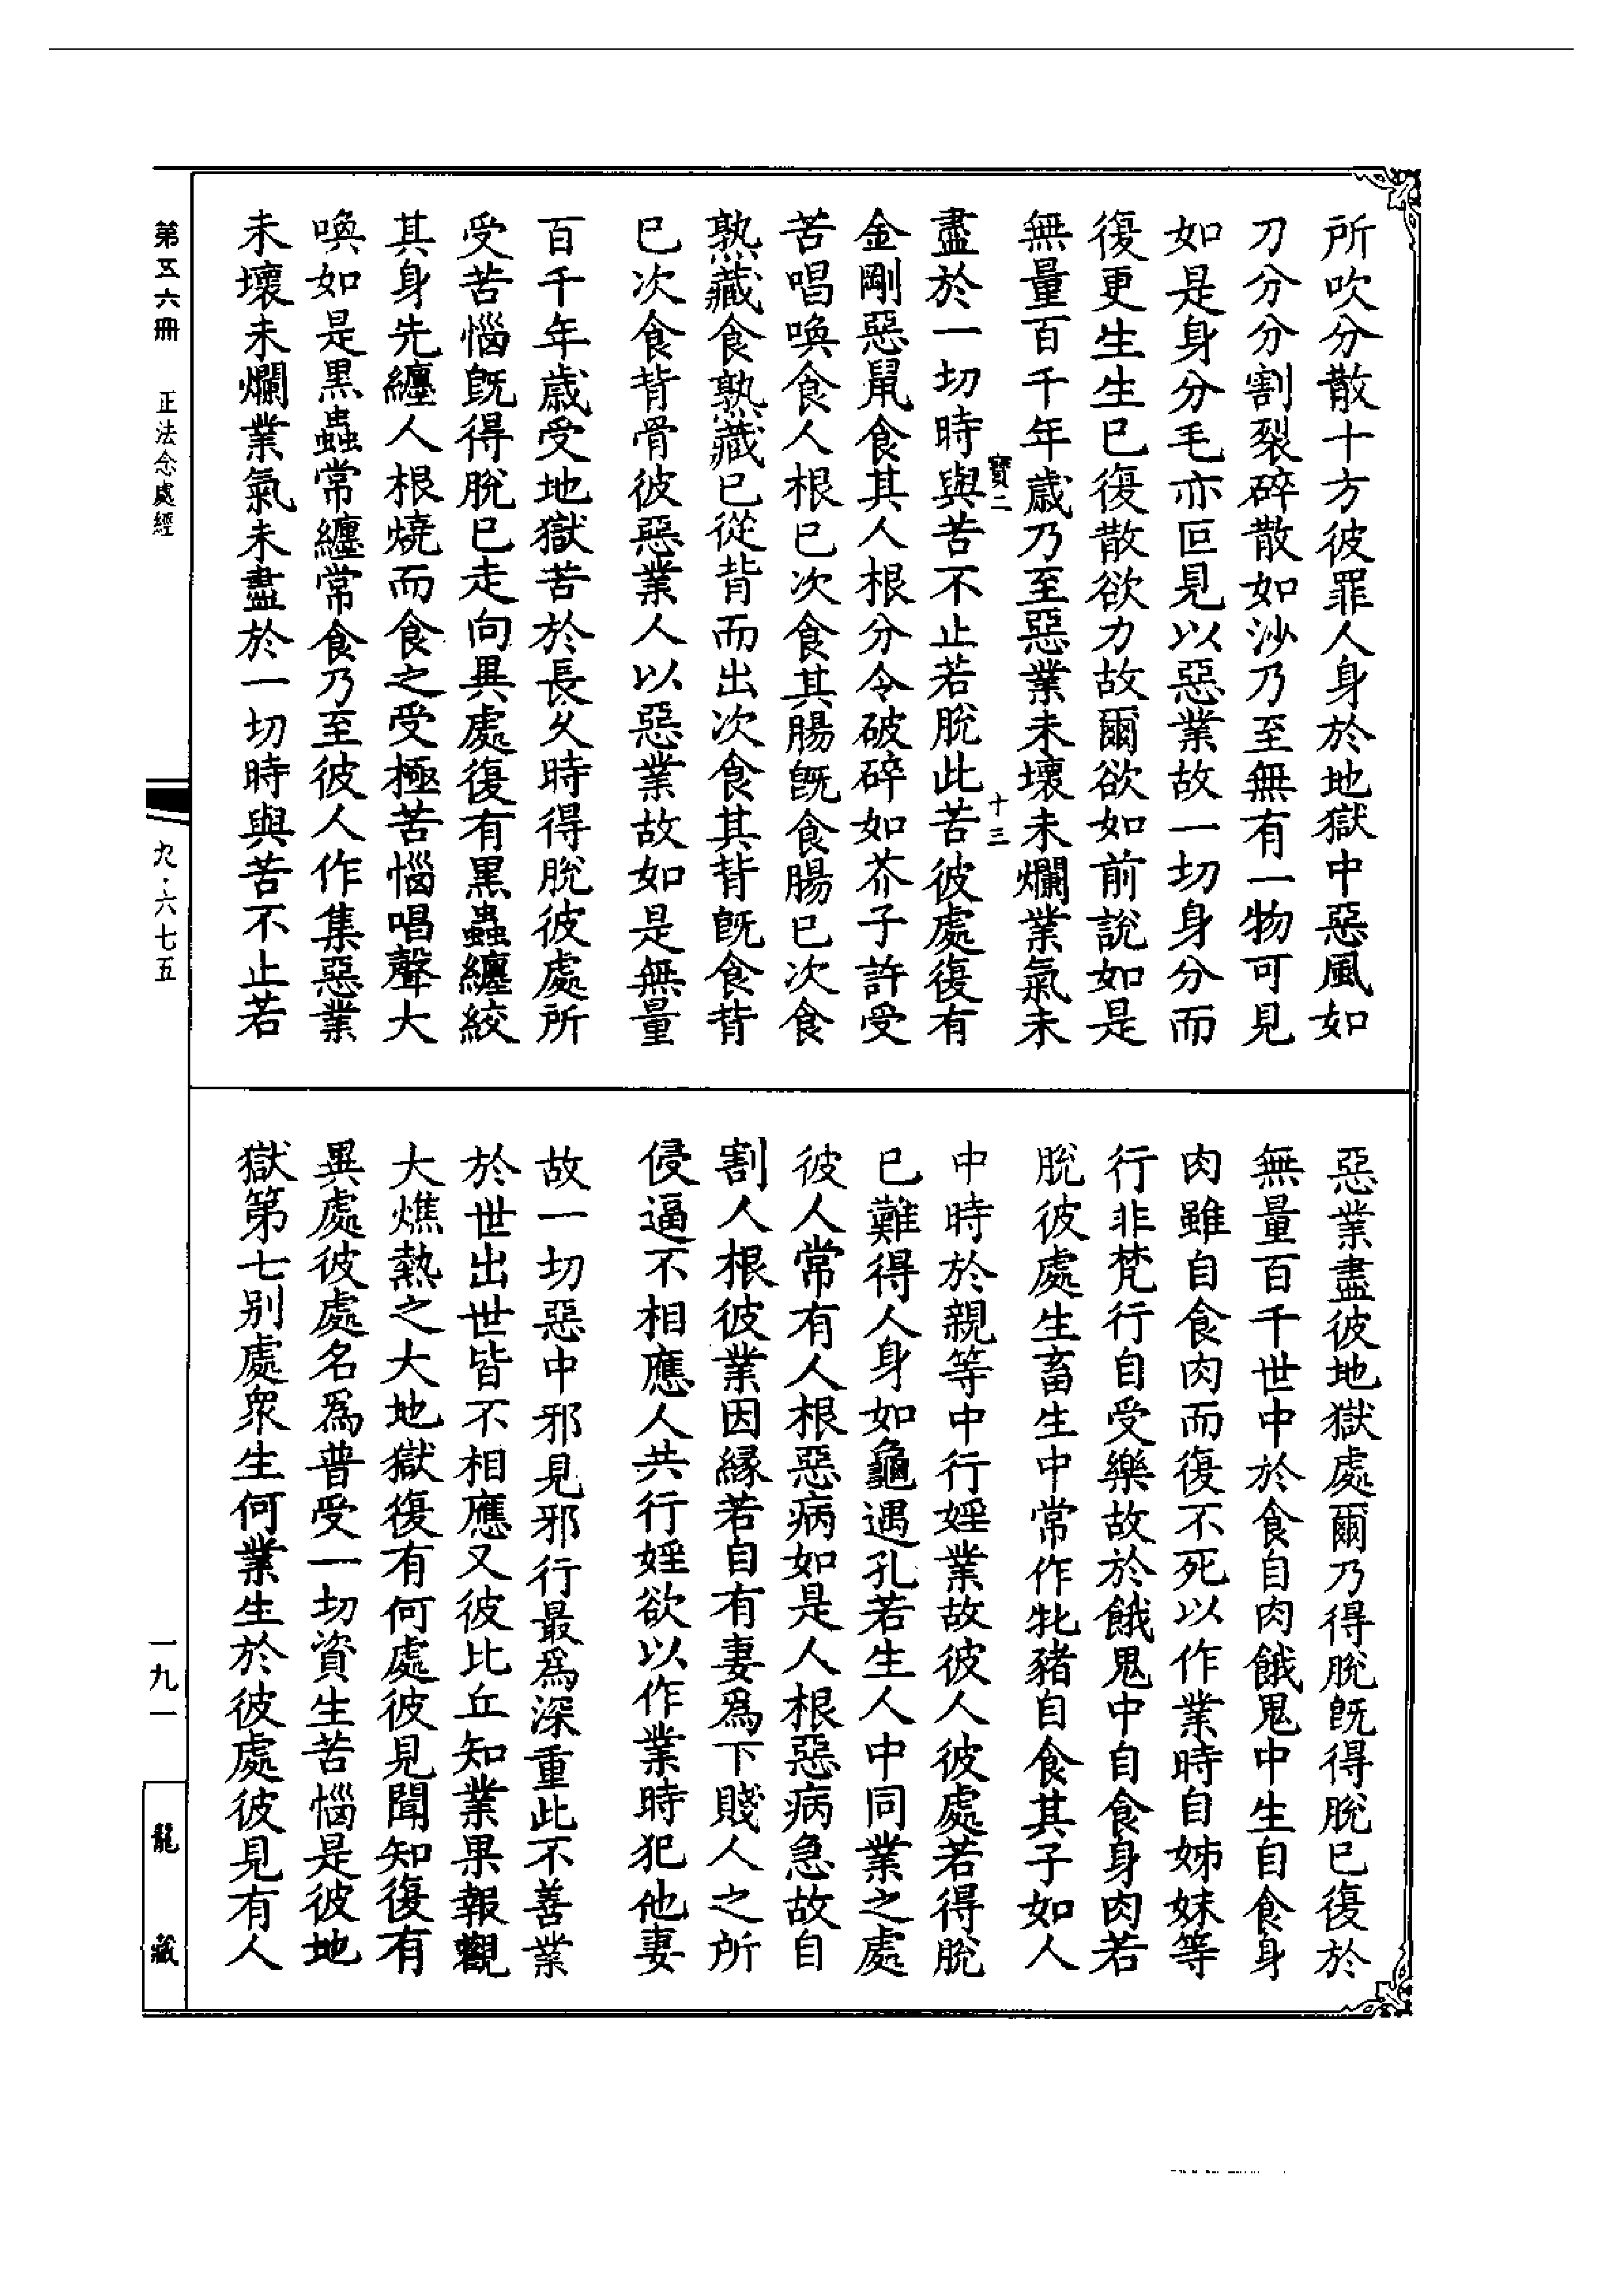 所吹分散十方彼罪人身於地獄中惡風如
刀分分割裂碎散如沙乃至無有一物可見
如是身分毛亦叵見以惡業故一切身分而
復更生生已復散欲力故爾欲如前說如是
無量百千年歲乃至惡業未壞未爛業氣未
寶二 十三
盡於一切時與苦不止若脫此苦彼處復有
金剛惡鼠食其人根分令破碎如芥子許受
苦唱喚食人根已次食其腸既食腸已次食
熟藏食熟藏已從背而出次食其背既食背
已次食背骨彼惡業人以惡業故如是無量
百千年歲受地獄苦於長久時得脫彼處所
受苦惱既得脫已走向異處復有黑蟲纏絞
其身先纏人根燒而食之受極苦惱唱聲大
喚如是黑蟲常纏常食乃至彼人作集惡業
未壞未爛業氣未盡於一切時與苦不止若
惡業盡彼地獄處爾乃得脫既得脫已復於
無量百千世中於食自肉餓鬼中生自食身
肉雖自食肉而復不死以作業時自姊妹等
行非梵行自受樂故於餓鬼中自食身肉若
脫彼處生畜生中常作牝豬自食其子如人
中時於親等中行婬業故彼人彼處若得脫
已難得人身如龜遇孔若生人中同業之處
彼人常有人根惡病如是人根惡病急故自
割人根彼業因緣若自有妻爲下賤人之所
侵逼不相應人共行婬欲以作業時犯他妻
故一切惡中邪見邪行最爲深重此不善業
於世出世皆不相應又彼比丘知業果報觀
大燋熱之大地獄復有何處彼見聞知復有
異處彼處名爲普受一切資生苦惱是彼地
獄第七別處衆生何業生於彼處彼見有人
第五六冊 正法念處經
九·六七五
一九一
龍藏